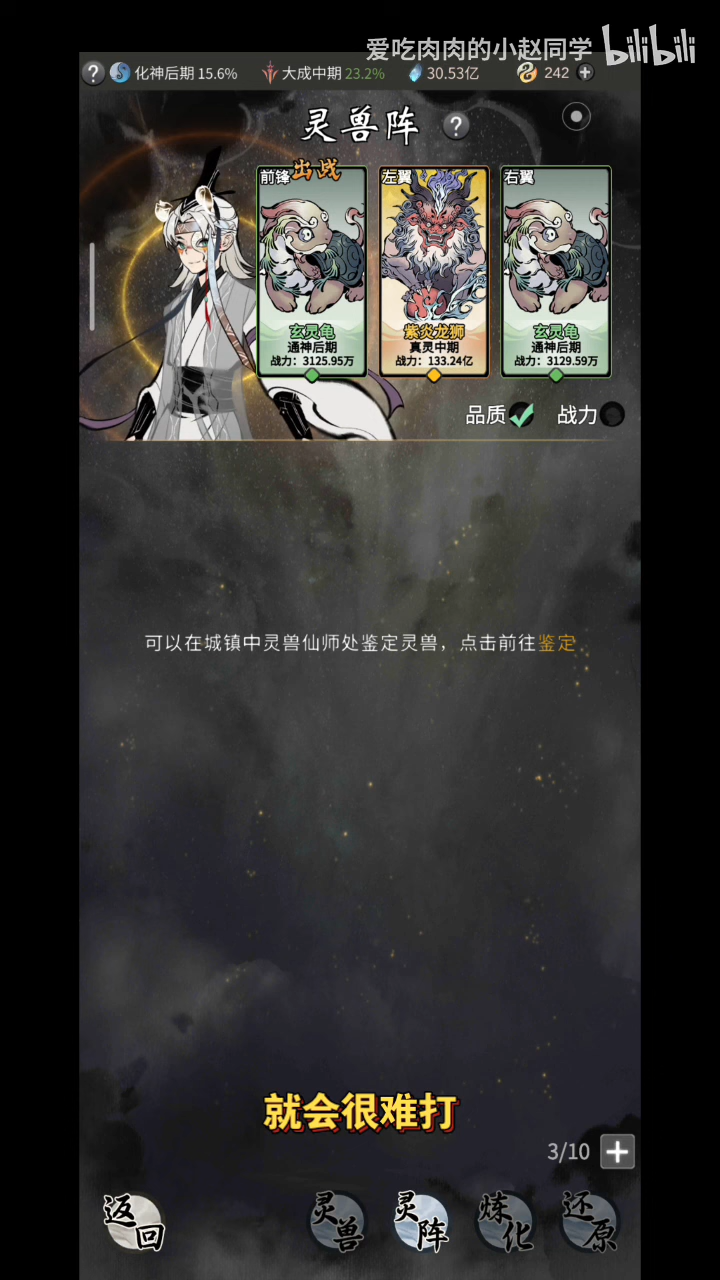 爱吃肉肉的小赵同学 bilibili
? 化神后期 15.6% 大成中期 23.2% 30.53亿 242 +
灵兽阵 ?
前锋 出战
左翼
右翼
玄灵龟
通神后期
战力：3125.95万
紫炎龙狮
真灵中期
战力：133.24亿
玄灵龟
通神后期
战力：3129.59万
品质 战力
可以在城镇中灵兽仙师处鉴定灵兽，点击前往鉴定
就会很难打
3/10 +
返回 灵兽 灵阵 炼化 还原